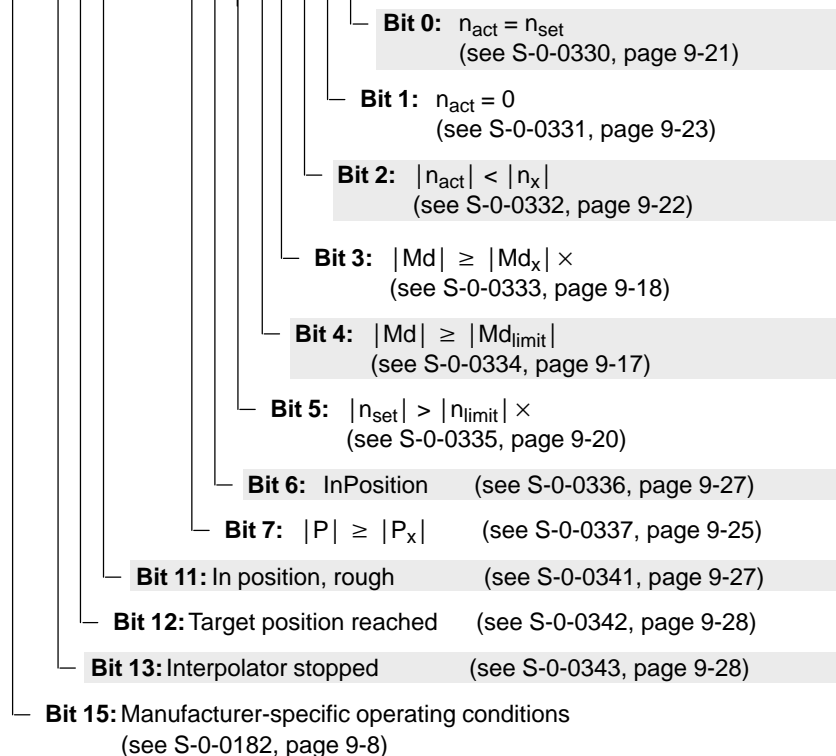 Bit 0: nact = nset
(see S-0-0330, page 9-21)
Bit 1: nact = 0
(see S-0-0331, page 9-23)
Bit 2: |nact| < |nx|
(see S-0-0332, page 9-22)
Bit 3: |Md| ≥ |Mdx| ×
(see S-0-0333, page 9-18)
Bit 4: |Md| ≥ |Mdlimit|
(see S-0-0334, page 9-17)
Bit 5: |nset| > |nlimit| ×
(see S-0-0335, page 9-20)
Bit 6: InPosition (see S-0-0336, page 9-27)
Bit 7: |P| ≥ |Px| (see S-0-0337, page 9-25)
Bit 11: In position, rough (see S-0-0341, page 9-27)
Bit 12: Target position reached (see S-0-0342, page 9-28)
Bit 13: Interpolator stopped (see S-0-0343, page 9-28)
Bit 15: Manufacturer-specific operating conditions
(see S-0-0182, page 9-8)